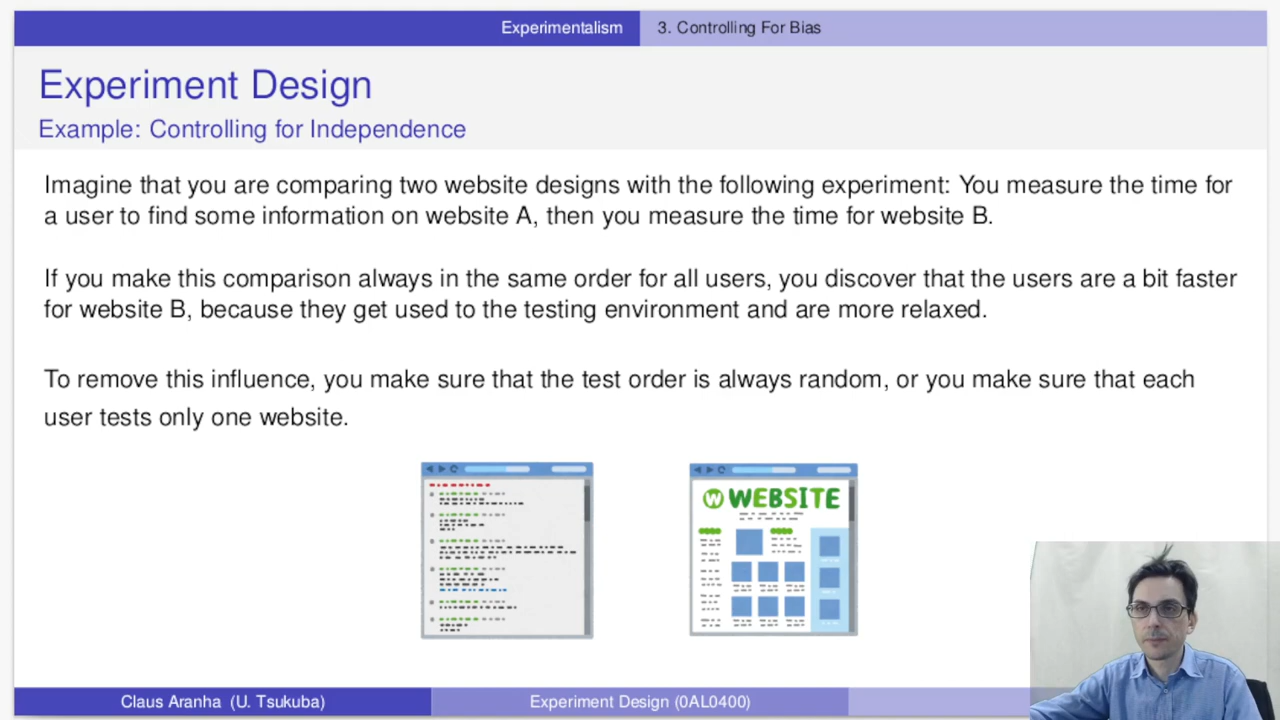 Experimentalism
3. Controlling For Bias
Experiment Design
Example: Controlling for Independence
Imagine that you are comparing two website designs with the following experiment: You measure the time for
a user to find some information on website A, then you measure the time for website B.
If you make this comparison always in the same order for all users, you discover that the users are a bit faster
for website B, because they get used to the testing environment and are more relaxed.
To remove this influence, you make sure that the test order is always random, or you make sure that each
user tests only one website.
W WEBSITE
Claus Aranha (U. Tsukuba)
Experiment Design (0AL0400)